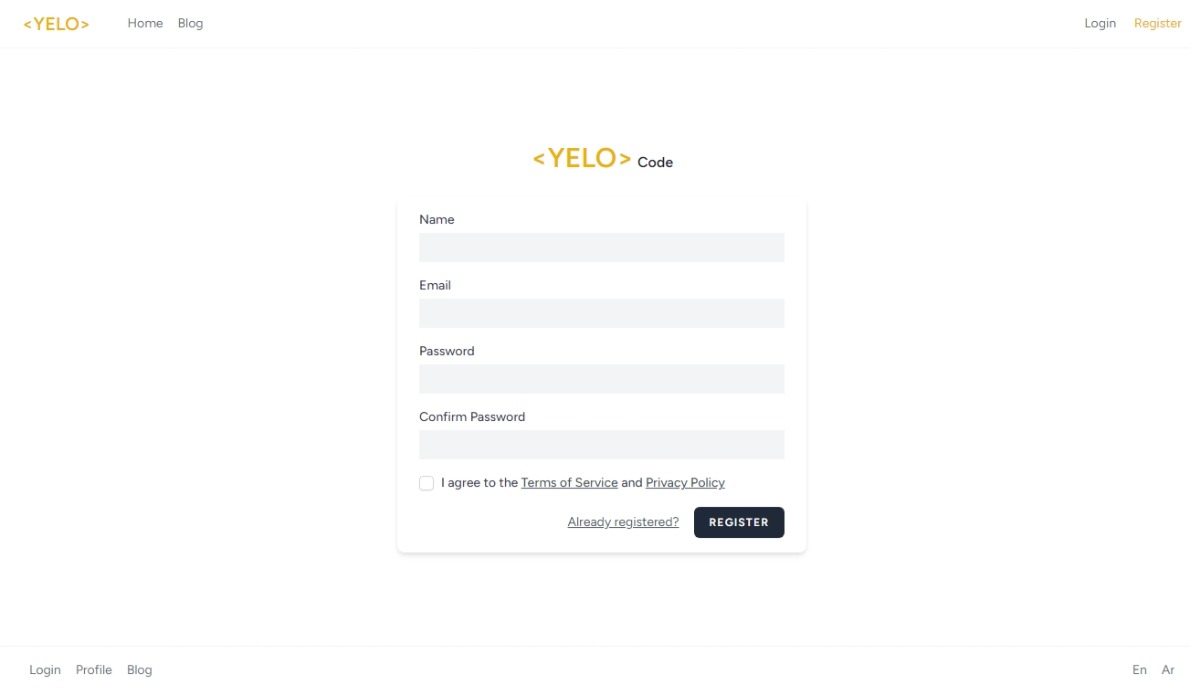 <YELO> Home Blog Login Register
<YELO> Code
Name
Email
Password
Confirm Password
I agree to the Terms of Service and Privacy Policy
Already registered? REGISTER
Login Profile Blog En Ar